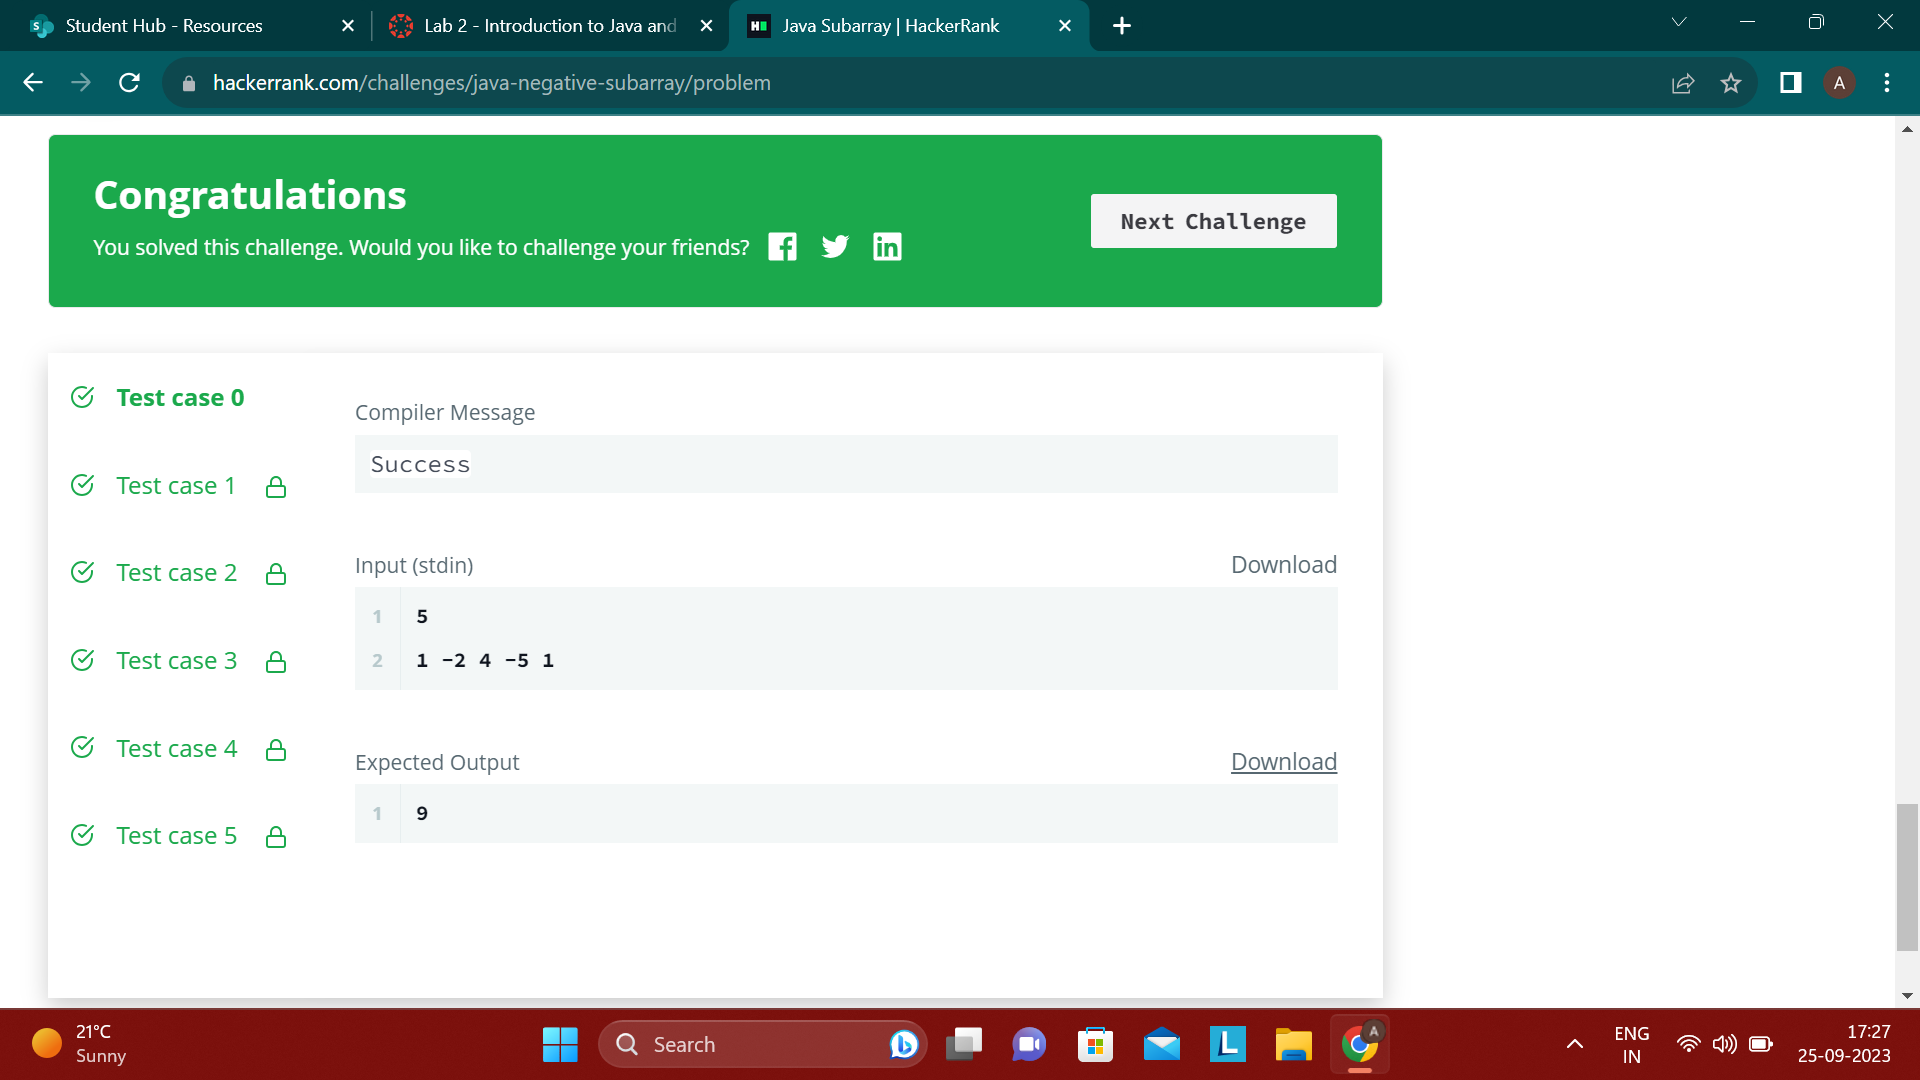 Student Hub - Resources
Lab 2 - Introduction to Java and
Java Subarray | HackerRank
hackerrank.com/challenges/java-negative-subarray/problem
A
Congratulations
You solved this challenge. Would you like to challenge your friends?
Next Challenge
Test case 0
Test case 1
Test case 2
Test case 3
Test case 4
Test case 5
Compiler Message
Success
Input (stdin)
Download
1 5
2 1 -2 4 -5 1
Expected Output
Download
1 9
21°C
Sunny
Search
L
A
ENG
IN
17:27
25-09-2023